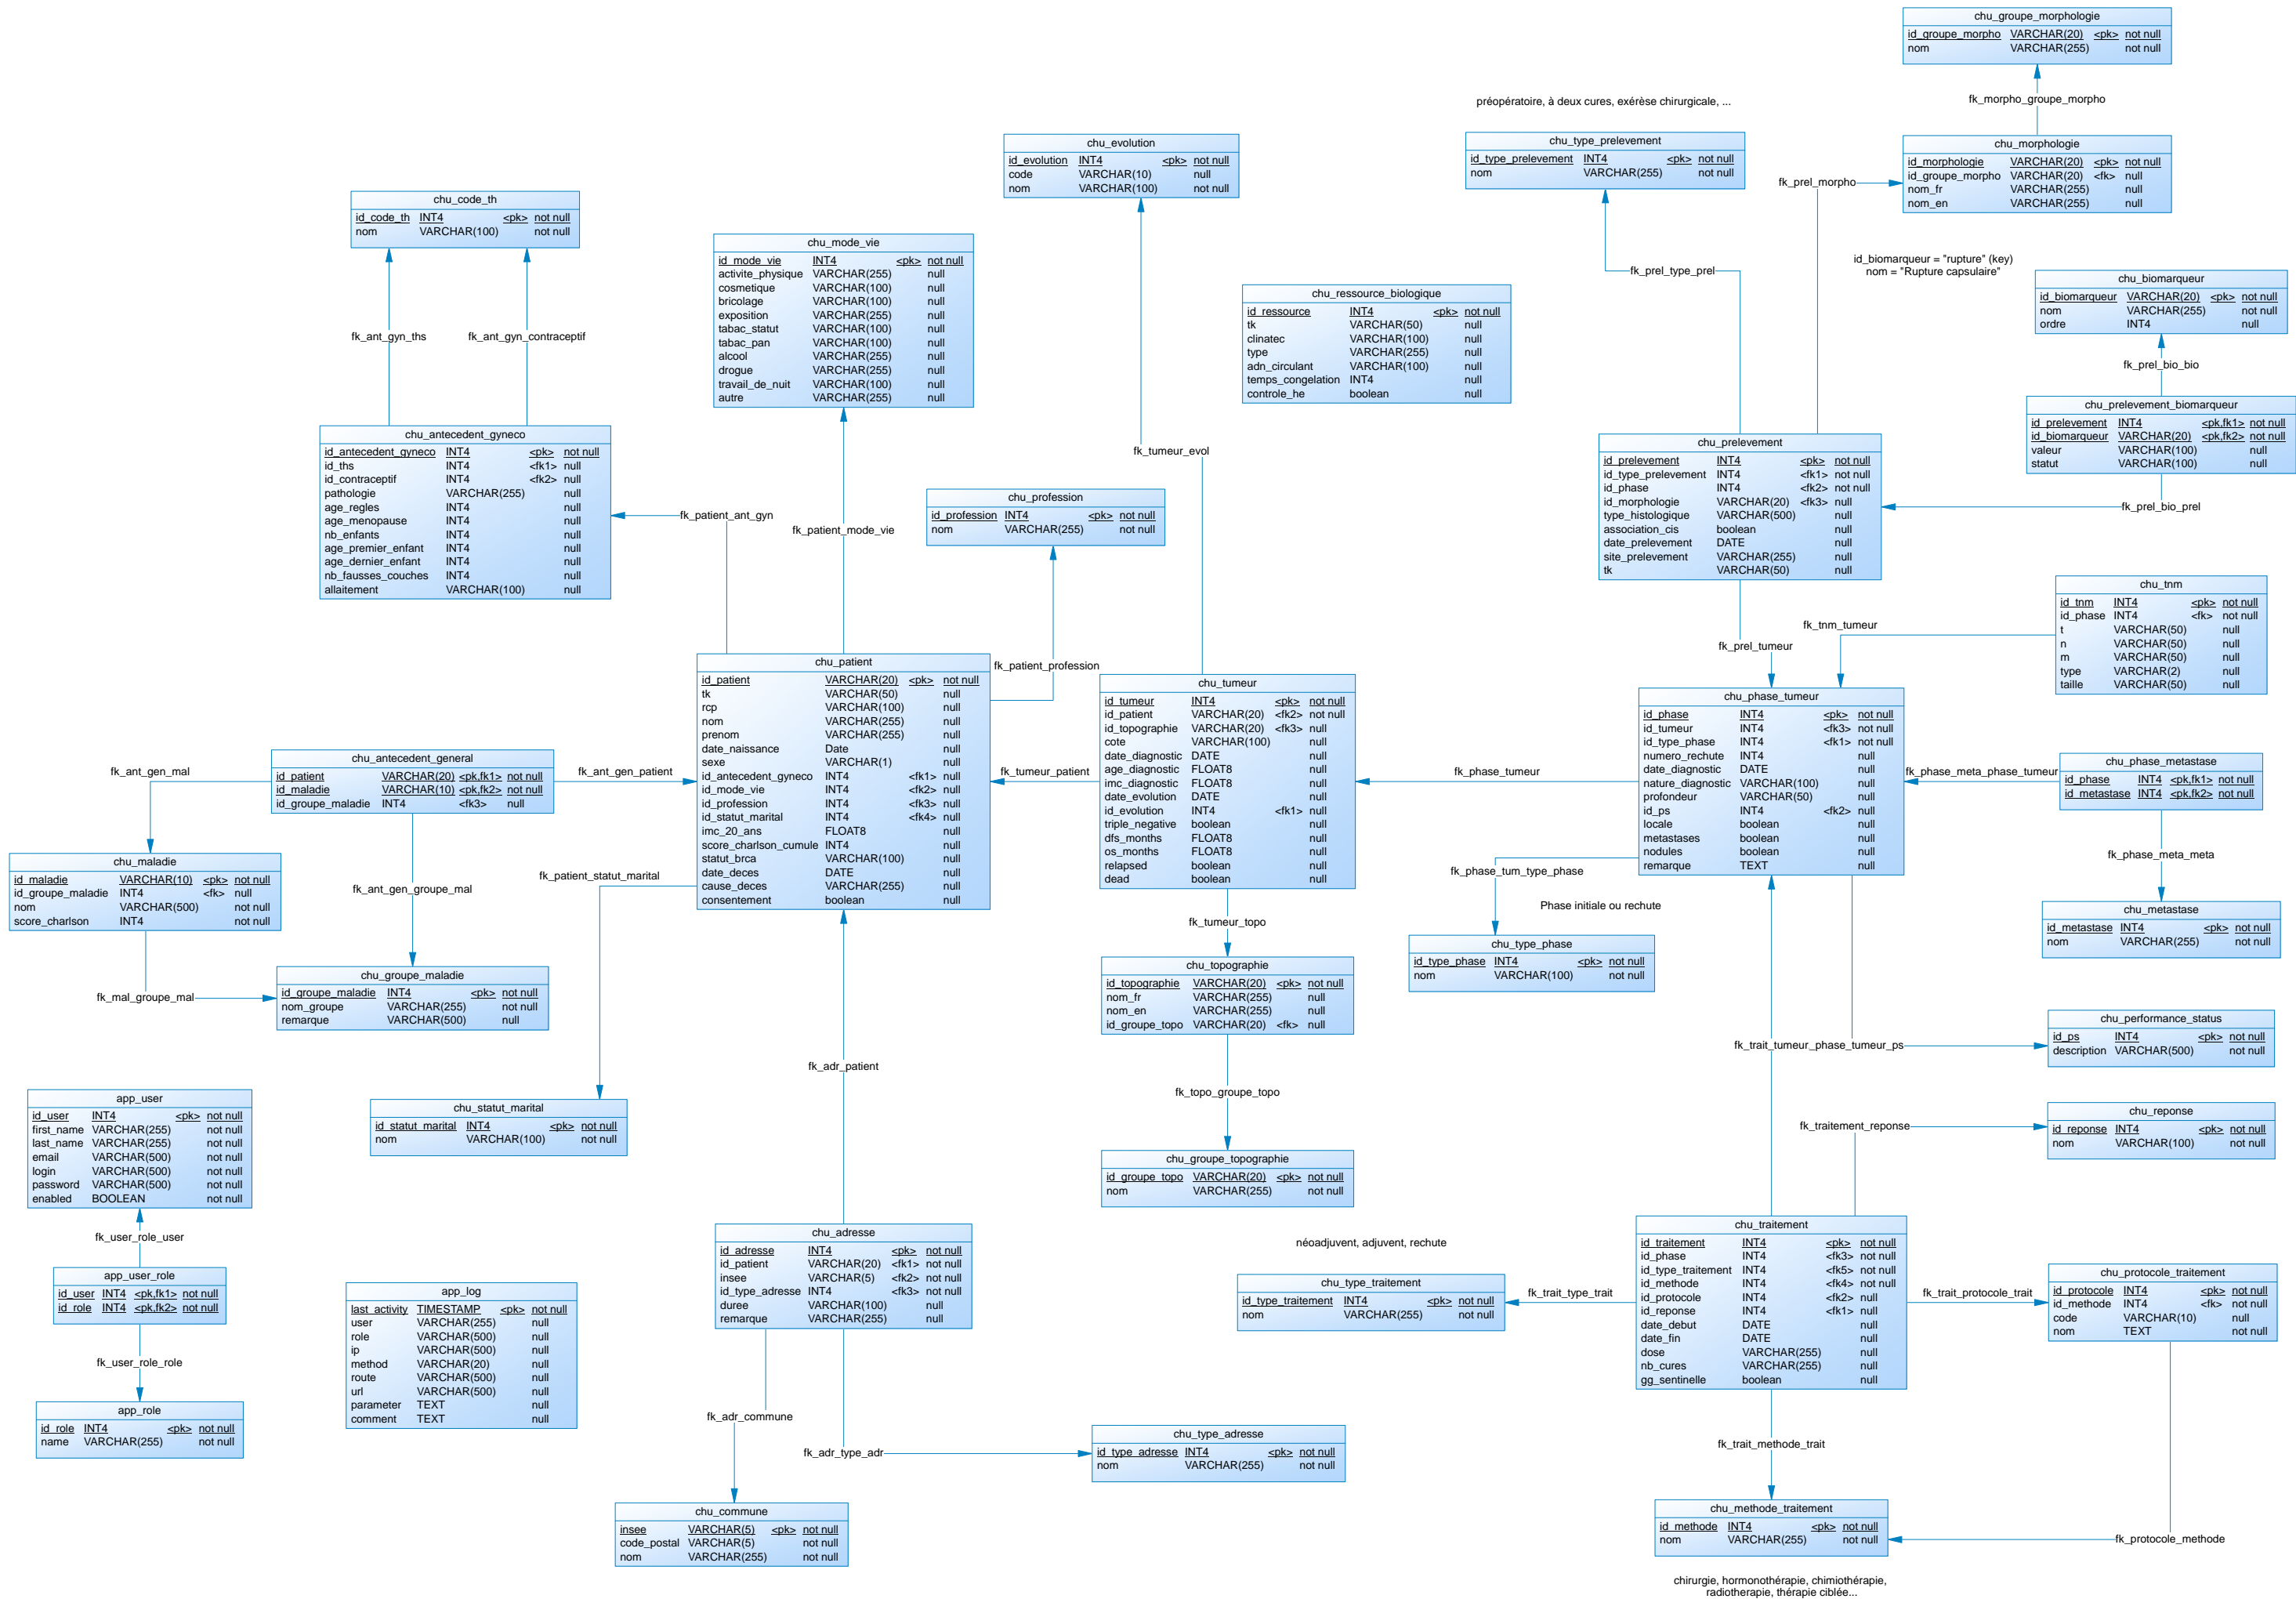 chu_groupe_morphologie
id_groupe_morpho VARCHAR(20) <pk> not null
nom VARCHAR(255) not null
fk_morpho_groupe_morpho
préopératoire, à deux cures, exérèse chirurgicale, ...
chu_type_prelevement
id_type_prelevement INT4 <pk> not null
nom VARCHAR(255) not null
chu_morphologie
id_morphologie VARCHAR(20) <pk> not null
id_groupe_morpho VARCHAR(20) <fk> null
nom_fr VARCHAR(255) null
nom_en VARCHAR(255) null
fk_prel_morpho
chu_evolution
id_evolution INT4 <pk> not null
code VARCHAR(10) null
nom VARCHAR(100) not null
chu_code_th
id_code_th INT4 <pk> not null
nom VARCHAR(100) not null
chu_mode_vie
id_mode_vie INT4 <pk> not null
activite_physique VARCHAR(255) null
cosmetique VARCHAR(100) null
bricolage VARCHAR(100) null
exposition VARCHAR(255) null
tabac_statut VARCHAR(100) null
tabac_pan VARCHAR(100) null
alcool VARCHAR(255) null
drogue VARCHAR(255) null
travail_de_nuit VARCHAR(100) null
autre VARCHAR(255) null
fk_prel_type_prel
id_biomarqueur = "rupture" (key)
nom = "Rupture capsulaire"
chu_biomarqueur
id_biomarqueur VARCHAR(20) <pk> not null
nom VARCHAR(255) not null
ordre INT4 null
chu_ressource_biologique
id_ressource INT4 <pk> not null
tk VARCHAR(50) null
clinatec VARCHAR(100) null
type VARCHAR(255) null
adn_circulant VARCHAR(100) null
temps_congelation INT4 null
controle_he boolean null
fk_ant_gyn_ths
fk_ant_gyn_contraceptif
fk_prel_bio_bio
chu_prelevement_biomarqueur
id_prelevement INT4 <pk,fk1> not null
id_biomarqueur VARCHAR(20) <pk,fk2> not null
valeur VARCHAR(100) null
statut VARCHAR(100) null
chu_antecedent_gyneco
id_antecedent_gyneco INT4 <pk> not null
id_ths INT4 <fk1> null
id_contraceptif INT4 <fk2> null
pathologie VARCHAR(255) null
age_regles INT4 null
age_menopause INT4 null
nb_enfants INT4 null
age_premier_enfant INT4 null
age_dernier_enfant INT4 null
nb_fausses_couches INT4 null
allaitement VARCHAR(100) null
fk_tumeur_evol
chu_prelevement
id_prelevement INT4 <pk> not null
id_type_prelevement INT4 <fk1> not null
id_phase INT4 <fk2> not null
id_morphologie VARCHAR(20) <fk3> null
type_histologique VARCHAR(500) null
association_cis boolean null
date_prelevement DATE null
site_prelevement VARCHAR(255) null
tk VARCHAR(50) null
fk_prel_bio_prel
chu_profession
id_profession INT4 <pk> not null
nom VARCHAR(255) not null
fk_patient_ant_gyn
fk_patient_mode_vie
chu_tnm
id_tnm INT4 <pk> not null
id_phase INT4 <fk> not null
t VARCHAR(50) null
n VARCHAR(50) null
m VARCHAR(50) null
type VARCHAR(2) null
taille VARCHAR(50) null
fk_tnm_tumeur
fk_prel_tumeur
fk_patient_profession
chu_patient
id_patient VARCHAR(20) <pk> not null
tk VARCHAR(50) null
rcp VARCHAR(100) null
nom VARCHAR(255) null
prenom VARCHAR(255) null
date_naissance Date null
sexe VARCHAR(1) null
id_antecedent_gyneco INT4 <fk1> null
id_mode_vie INT4 <fk2> null
id_profession INT4 <fk3> null
id_statut_marital INT4 <fk4> null
imc_20_ans FLOAT8 null
score_charlson_cumule INT4 null
statut_brca VARCHAR(100) null
date_deces DATE null
cause_deces VARCHAR(255) null
consentement boolean null
chu_tumeur
id_tumeur INT4 <pk> not null
id_patient VARCHAR(20) <fk2> not null
id_topographie VARCHAR(20) <fk3> null
cote VARCHAR(100) null
date_diagnostic DATE null
age_diagnostic FLOAT8 null
imc_diagnostic FLOAT8 null
date_evolution DATE null
id_evolution INT4 <fk1> null
triple_negative boolean null
dfs_months FLOAT8 null
os_months FLOAT8 null
relapsed boolean null
dead boolean null
chu_phase_tumeur
id_phase INT4 <pk> not null
id_tumeur INT4 <fk3> not null
id_type_phase INT4 <fk1> not null
numero_rechute INT4 null
date_diagnostic DATE null
nature_diagnostic VARCHAR(100) null
profondeur VARCHAR(50) null
id_ps INT4 <fk2> null
locale boolean null
metastases boolean null
nodules boolean null
remarque TEXT null
fk_ant_gen_mal
chu_antecedent_general
id_patient VARCHAR(20) <pk,fk1> not null
id_maladie VARCHAR(10) <pk,fk2> not null
id_groupe_maladie INT4 <fk3> null
fk_ant_gen_patient
fk_tumeur_patient
fk_phase_tumeur
fk_phase_meta_phase_tumeur
chu_phase_metastase
id_phase INT4 <pk,fk1> not null
id_metastase INT4 <pk,fk2> not null
chu_maladie
id_maladie VARCHAR(10) <pk> not null
id_groupe_maladie INT4 <fk> null
nom VARCHAR(500) not null
score_charlson INT4 not null
fk_ant_gen_groupe_mal
fk_patient_statut_marital
fk_phase_tum_type_phase
fk_phase_meta_meta
Phase initiale ou rechute
fk_tumeur_topo
chu_metastase
id_metastase INT4 <pk> not null
nom VARCHAR(255) not null
chu_type_phase
id_type_phase INT4 <pk> not null
nom VARCHAR(100) not null
chu_groupe_maladie
id_groupe_maladie INT4 <pk> not null
nom_groupe VARCHAR(255) not null
remarque VARCHAR(500) null
fk_mal_groupe_mal
chu_topographie
id_topographie VARCHAR(20) <pk> not null
nom_fr VARCHAR(255) null
nom_en VARCHAR(255) null
id_groupe_topo VARCHAR(20) <fk> null
chu_performance_status
id_ps INT4 <pk> not null
description VARCHAR(500) not null
fk_trait_tumeur_phase_tumeur_ps
fk_adr_patient
fk_topo_groupe_topo
app_user
id_user INT4 <pk> not null
first_name VARCHAR(255) not null
last_name VARCHAR(255) not null
email VARCHAR(500) not null
login VARCHAR(500) not null
password VARCHAR(500) not null
enabled BOOLEAN not null
chu_statut_marital
id_statut_marital INT4 <pk> not null
nom VARCHAR(100) not null
chu_reponse
id_reponse INT4 <pk> not null
nom VARCHAR(100) not null
fk_traitement_reponse
chu_groupe_topographie
id_groupe_topo VARCHAR(20) <pk> not null
nom VARCHAR(255) not null
fk_user_role_user
chu_adresse
id_adresse INT4 <pk> not null
id_patient VARCHAR(20) <fk1> not null
insee VARCHAR(5) <fk2> not null
id_type_adresse INT4 <fk3> not null
duree VARCHAR(100) null
remarque VARCHAR(255) null
néoadjuvent, adjuvent, rechute
chu_traitement
id_traitement INT4 <pk> not null
id_phase INT4 <fk3> not null
id_type_traitement INT4 <fk5> not null
id_methode INT4 <fk4> not null
id_protocole INT4 <fk2> null
id_reponse INT4 <fk1> null
date_debut DATE null
date_fin DATE null
dose VARCHAR(255) null
nb_cures VARCHAR(255) null
gg_sentinelle boolean null
app_user_role
id_user INT4 <pk,fk1> not null
id_role INT4 <pk,fk2> not null
app_log
last_activity TIMESTAMP <pk> not null
user VARCHAR(255) null
role VARCHAR(500) null
ip VARCHAR(500) null
method VARCHAR(20) null
route VARCHAR(500) null
url VARCHAR(500) null
parameter TEXT null
comment TEXT null
chu_type_traitement
id_type_traitement INT4 <pk> not null
nom VARCHAR(255) not null
fk_trait_type_trait
fk_trait_protocole_trait
chu_protocole_traitement
id_protocole INT4 <pk> not null
id_methode INT4 <fk> not null
code VARCHAR(10) null
nom TEXT not null
fk_user_role_role
app_role
id_role INT4 <pk> not null
name VARCHAR(255) not null
fk_adr_commune
fk_adr_type_adr
chu_type_adresse
id_type_adresse INT4 <pk> not null
nom VARCHAR(255) not null
fk_trait_methode_trait
chu_commune
insee VARCHAR(5) <pk> not null
code_postal VARCHAR(5) not null
nom VARCHAR(255) not null
chu_methode_traitement
id_methode INT4 <pk> not null
nom VARCHAR(255) not null
fk_protocole_methode
chirurgie, hormonothérapie, chimiothérapie,
radiotherapie, thérapie ciblée...